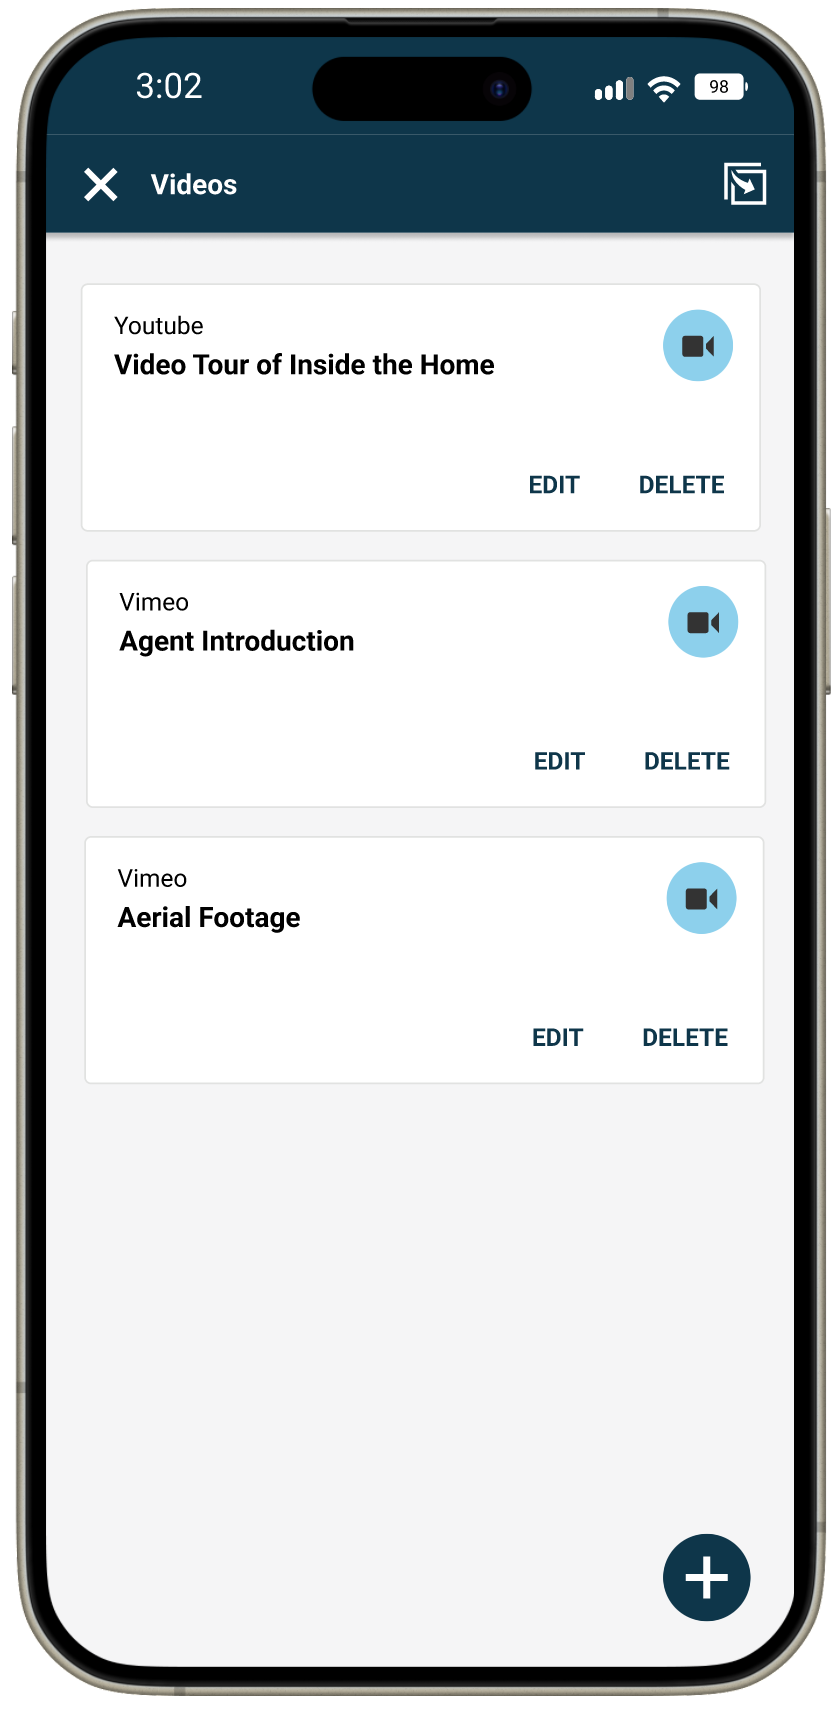 3:02
98
Videos
Youtube
Video Tour of Inside the Home
EDIT DELETE
Vimeo
Agent Introduction
EDIT DELETE
Vimeo
Aerial Footage
EDIT DELETE